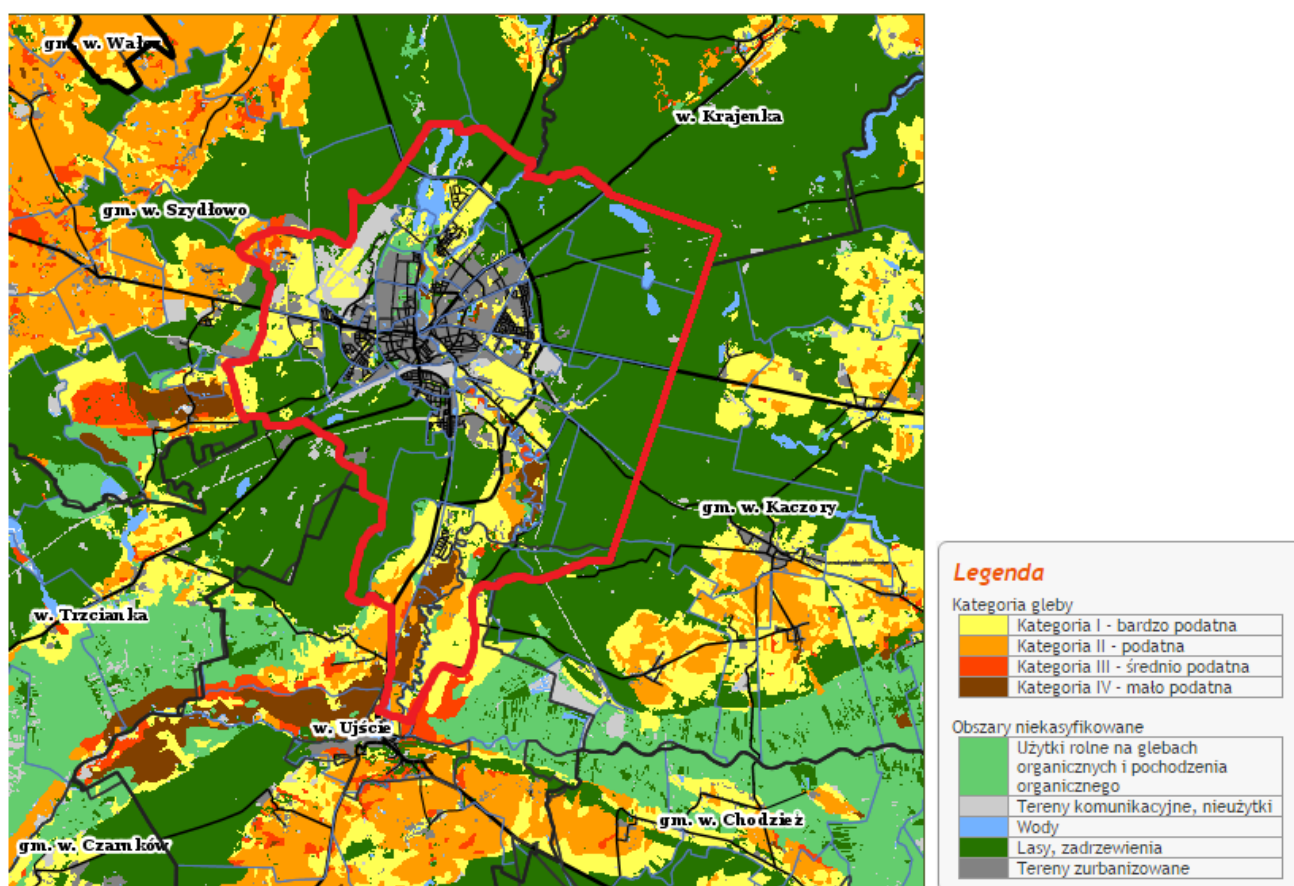 gm. w. Wałcz
w. Krajenka
gm. w. Szydłowo
gm. w. Kaczory
w. Trzcianka
w. Ujście
gm. w. Chodzież
gm. w. Czarnków
Legenda
Kategoria gleby
Kategoria I - bardzo podatna
Kategoria II - podatna
Kategoria III - średnio podatna
Kategoria IV - mało podatna
Obszary niekasyfikowane
Użytki rolne na glebach
organicznych i pochodzenia
organicznego
Tereny komunikacyjne, nieużytki
Wody
Lasy, zadrzewienia
Tereny zurbanizowane